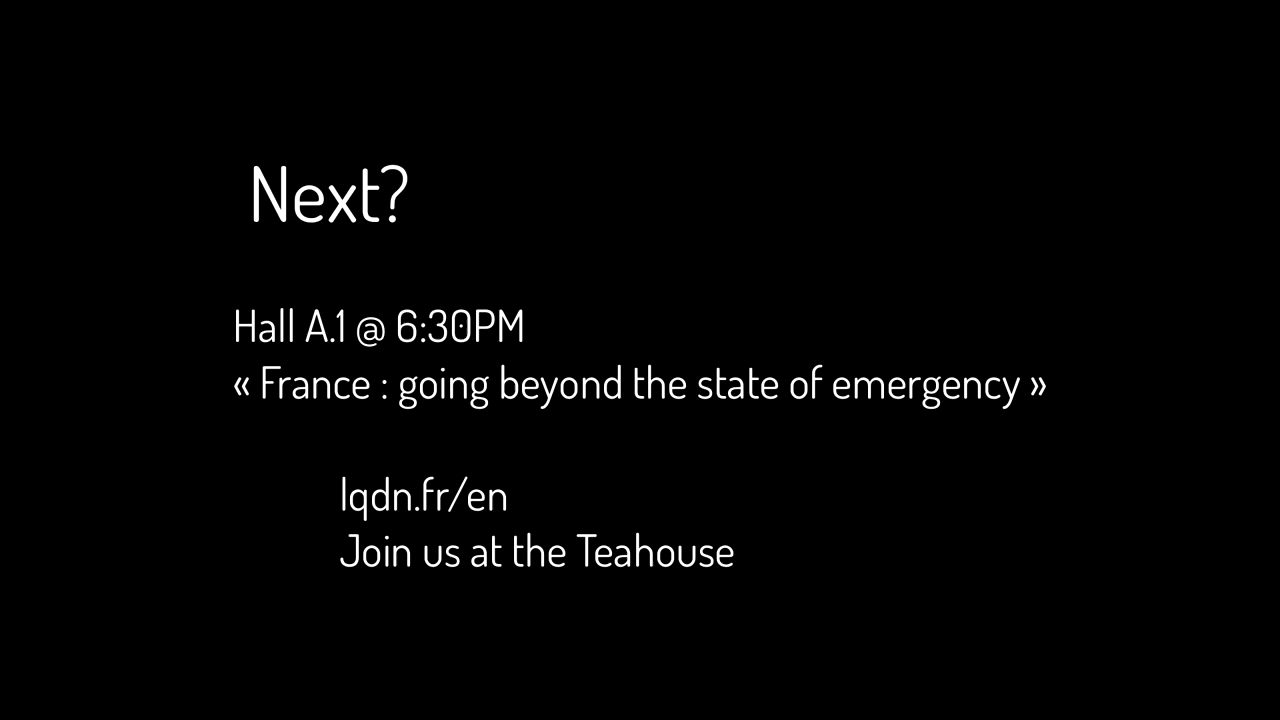 Next?
Hall A.1 @ 6:30PM
« France : going beyond the state of emergency »
lqdn.fr/en
Join us at the Teahouse